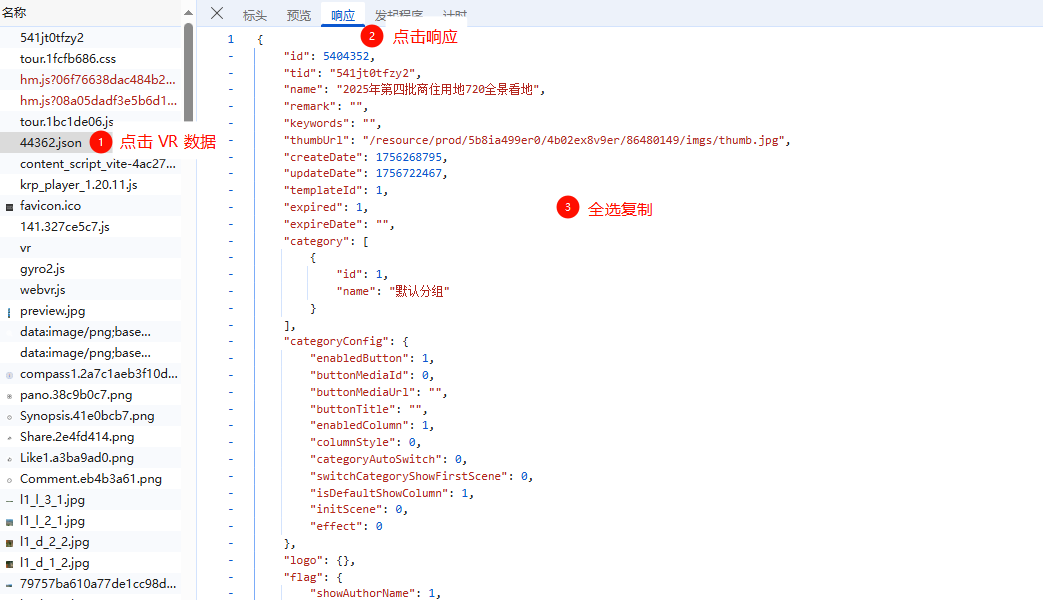 名称
541jt0tfzy2
tour.1fcfb686.css
hm.js?06f76638dac484b2...
hm.js?08a05dadf3e5b6d1...
tour.1bc1de06.js
44362.json
1 点击 VR 数据
content_script_vite-4ac27...
krp_player_1.20.11.js
favicon.ico
141.327ce5c7.js
vr
gyro2.js
webvr.js
preview.jpg
data:image/png;base...
data:image/png;base...
compass1.2a7c1aeb3f10d...
pano.38c9b0c7.png
Synopsis.41e0bcb7.png
Share.2e4fd414.png
Like1.a3ba9ad0.png
Comment.eb4b3a61.png
l1_l_3_1.jpg
l1_l_2_1.jpg
l1_d_2_2.jpg
l1_d_1_2.jpg
79757ba610a77de1cc98d...
标头 预览 响应 发起程序 计时
2 点击响应
1 {
- "id": 5404352,
- "tid": "541jt0tfzy2",
- "name": "2025年第四批商住用地720全景看地",
- "remark": "",
- "keywords": "",
- "thumbUrl": "/resource/prod/5b8ia499er0/4b02ex8v9er/86480149/imgs/thumb.jpg",
- "createDate": 1756268795,
- "updateDate": 1756722467,
- "templateId": 1,
- "expired": 1,
3 全选复制
- "expireDate": "",
- "category": [
- {
- "id": 1,
- "name": "默认分组"
- }
- ],
- "categoryConfig": {
- "enabledButton": 1,
- "buttonMediaId": 0,
- "buttonMediaUrl": "",
- "buttonTitle": "",
- "enabledColumn": 1,
- "columnStyle": 0,
- "categoryAutoSwitch": 0,
- "switchCategoryShowFirstScene": 0,
- "isDefaultShowColumn": 1,
- "initScene": 0,
- "effect": 0
- },
- "logo": {},
- "flag": {
- "showAuthorName": 1,